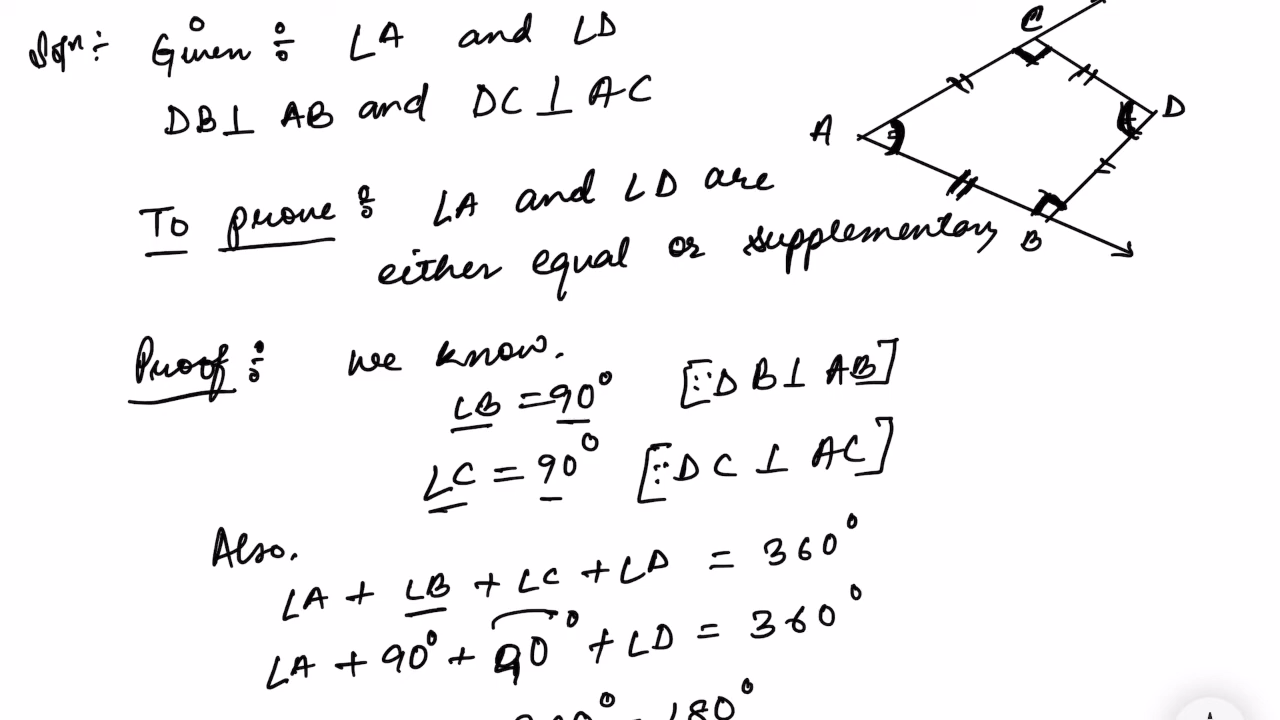 Soln:- Given: ∠A and ∠D
DB⊥ AB and DC ⊥ AC
To prove: ∠A and ∠D are
either equal or supplementary
C
A
D
B
Proof: we know.
∠B = 90° [∵ DB⊥ AB]
∠C = 90° [∵ DC ⊥ AC]
Also.
∠A + ∠B + ∠C + ∠D = 360°
∠A + 90° + 90° + ∠D = 360°
180°